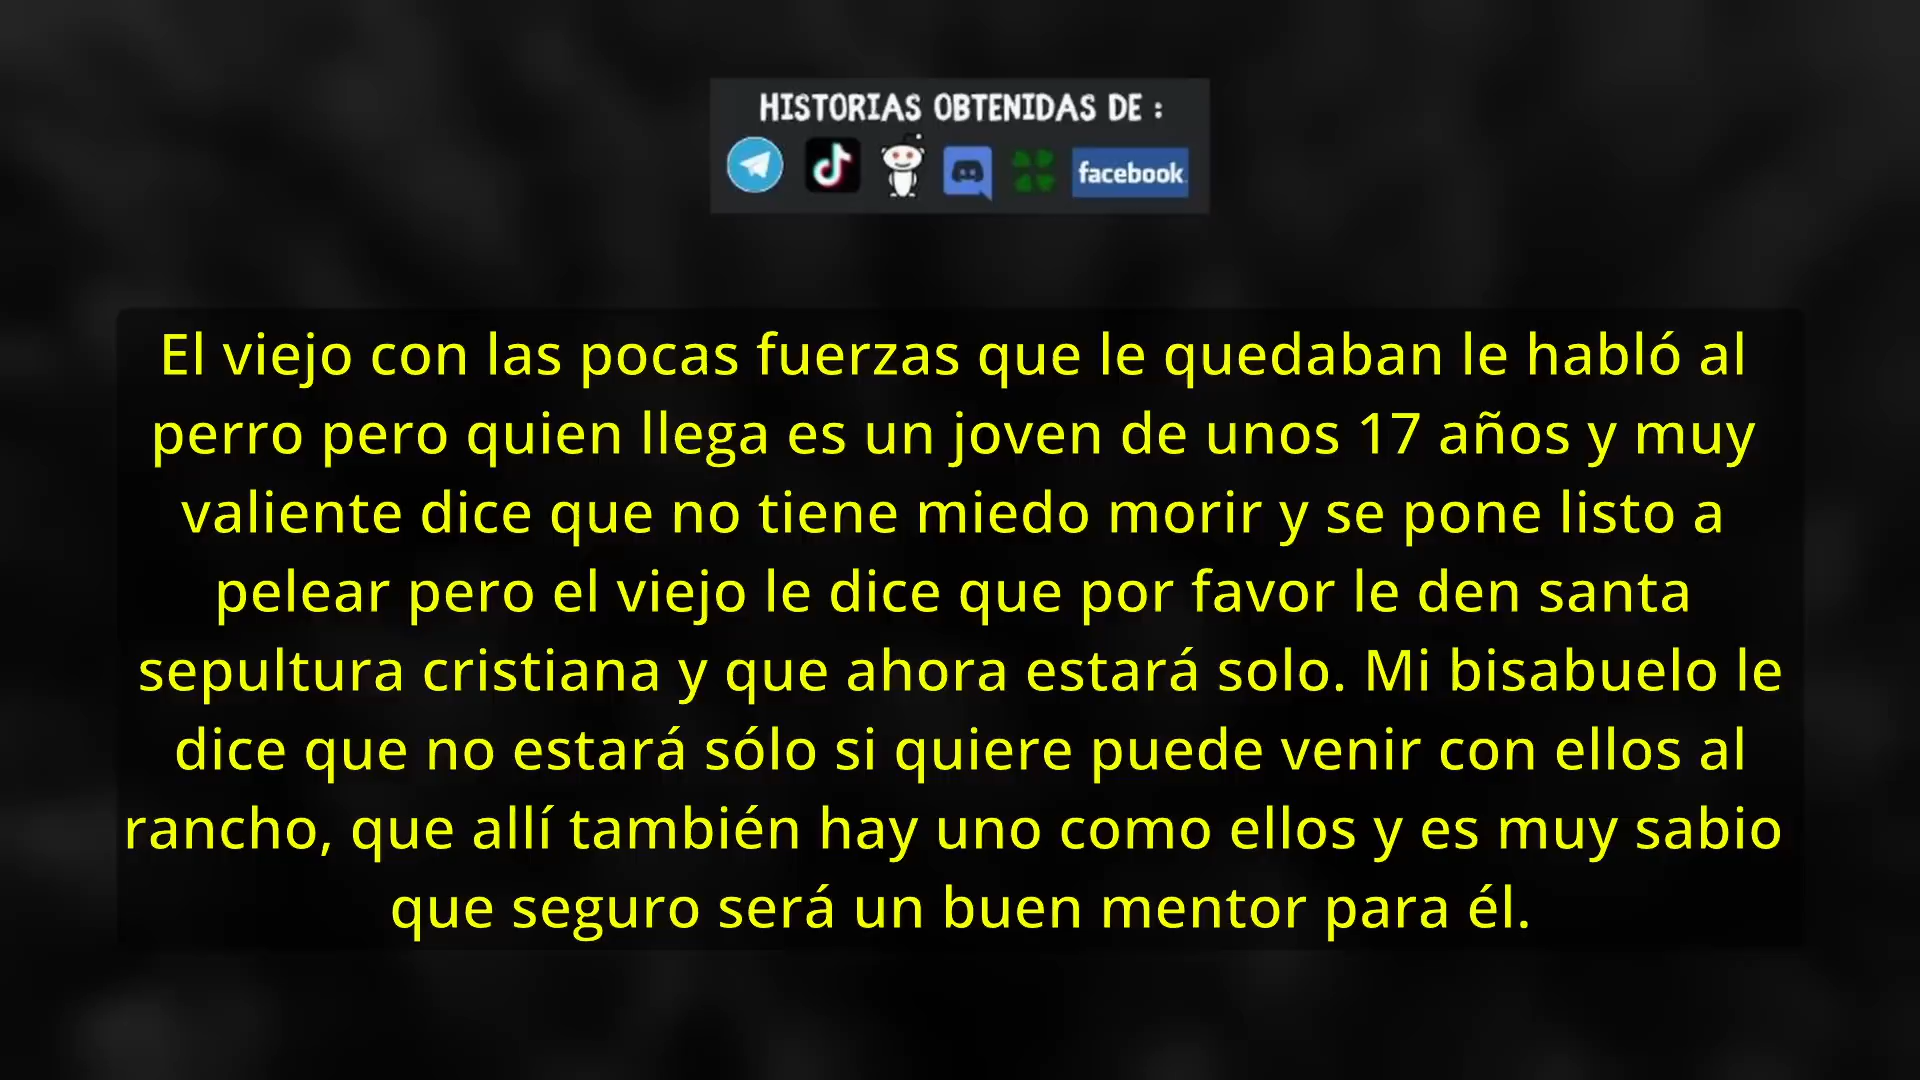 HISTORIAS OBTENIDAS DE :
facebook
El viejo con las pocas fuerzas que le quedaban le habló al
perro pero quien llega es un joven de unos 17 años y muy
valiente dice que no tiene miedo morir y se pone listo a
pelear pero el viejo le dice que por favor le den santa
sepultura cristiana y que ahora estará solo. Mi bisabuelo le
dice que no estará sólo si quiere puede venir con ellos al
rancho, que allí también hay uno como ellos y es muy sabio
que seguro será un buen mentor para él.